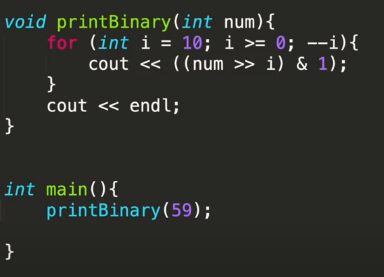 void printBinary(int num){
    for (int i = 10; i >= 0; --i){
        cout << ((num >> i) & 1);
    }
    cout << endl;
}
int main(){
    printBinary(59);
}